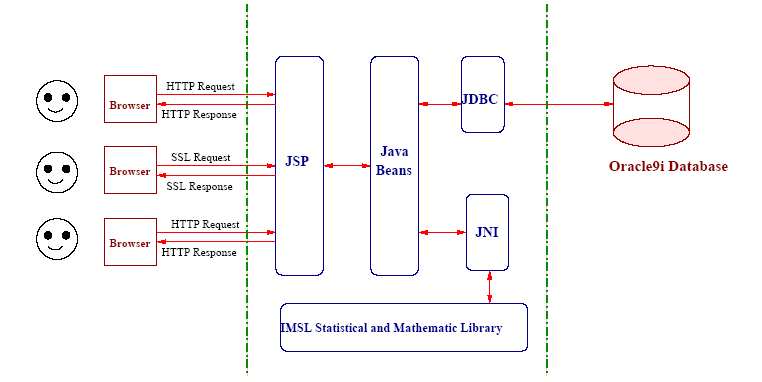 HTTP Request
Browser
HTTP Response
SSL Request
Browser
SSL Response
HTTP Request
Browser
HTTP Response
JSP
Java
Beans
JDBC
JNI
IMSL Statistical and Mathematic Library
Oracle9i Database